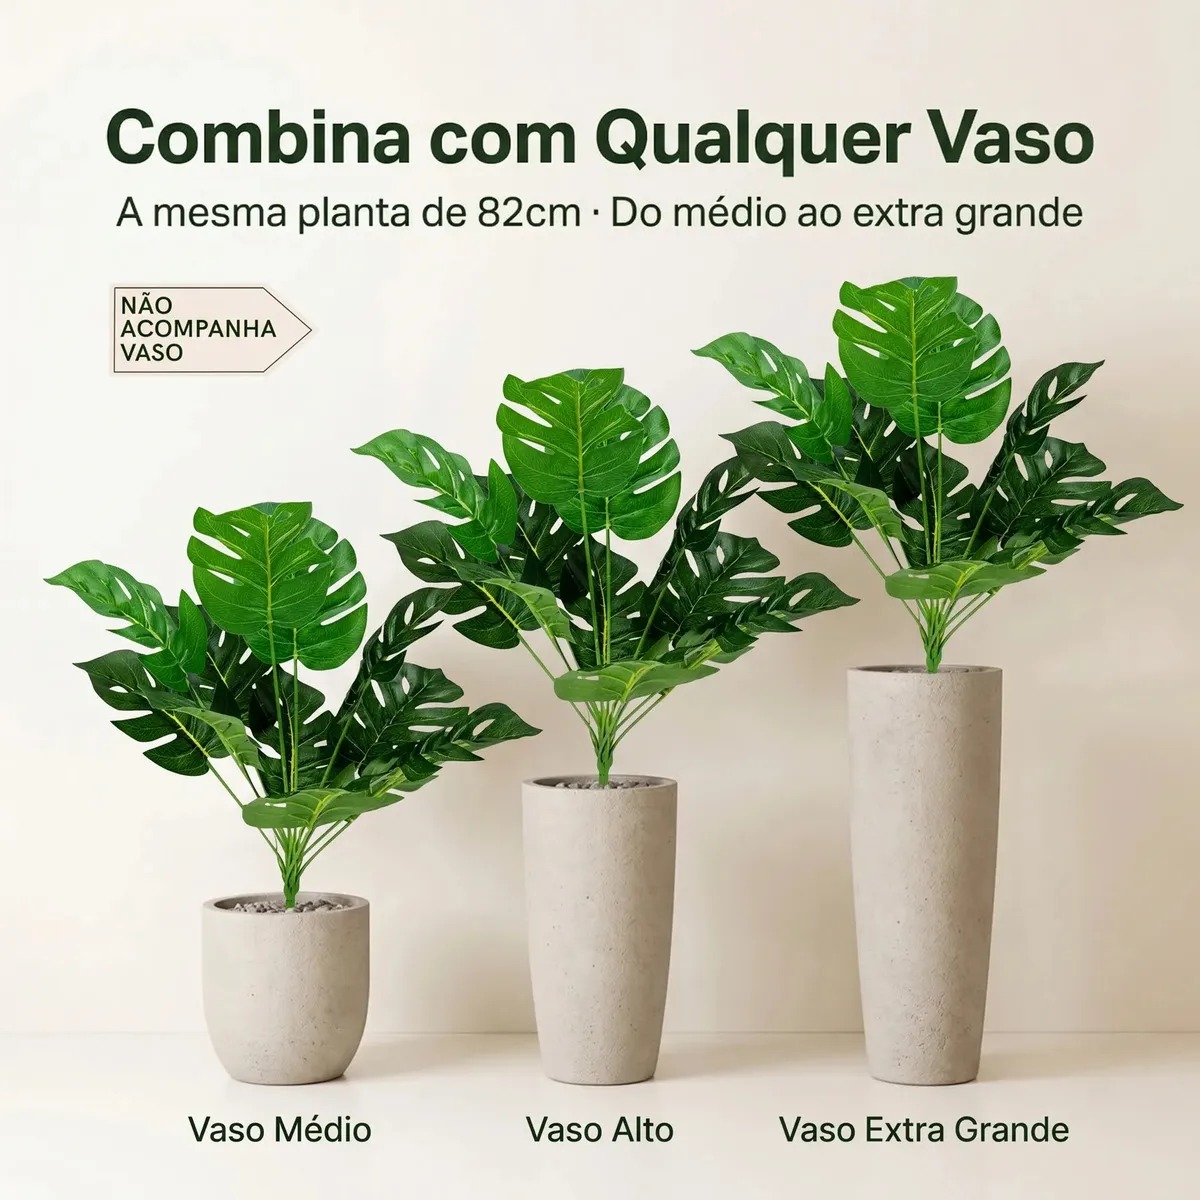 Combina com Qualquer Vaso
A mesma planta de 82cm · Do médio ao extra grande
NÃO
ACOMPANHA
VASO
Vaso Médio
Vaso Alto
Vaso Extra Grande